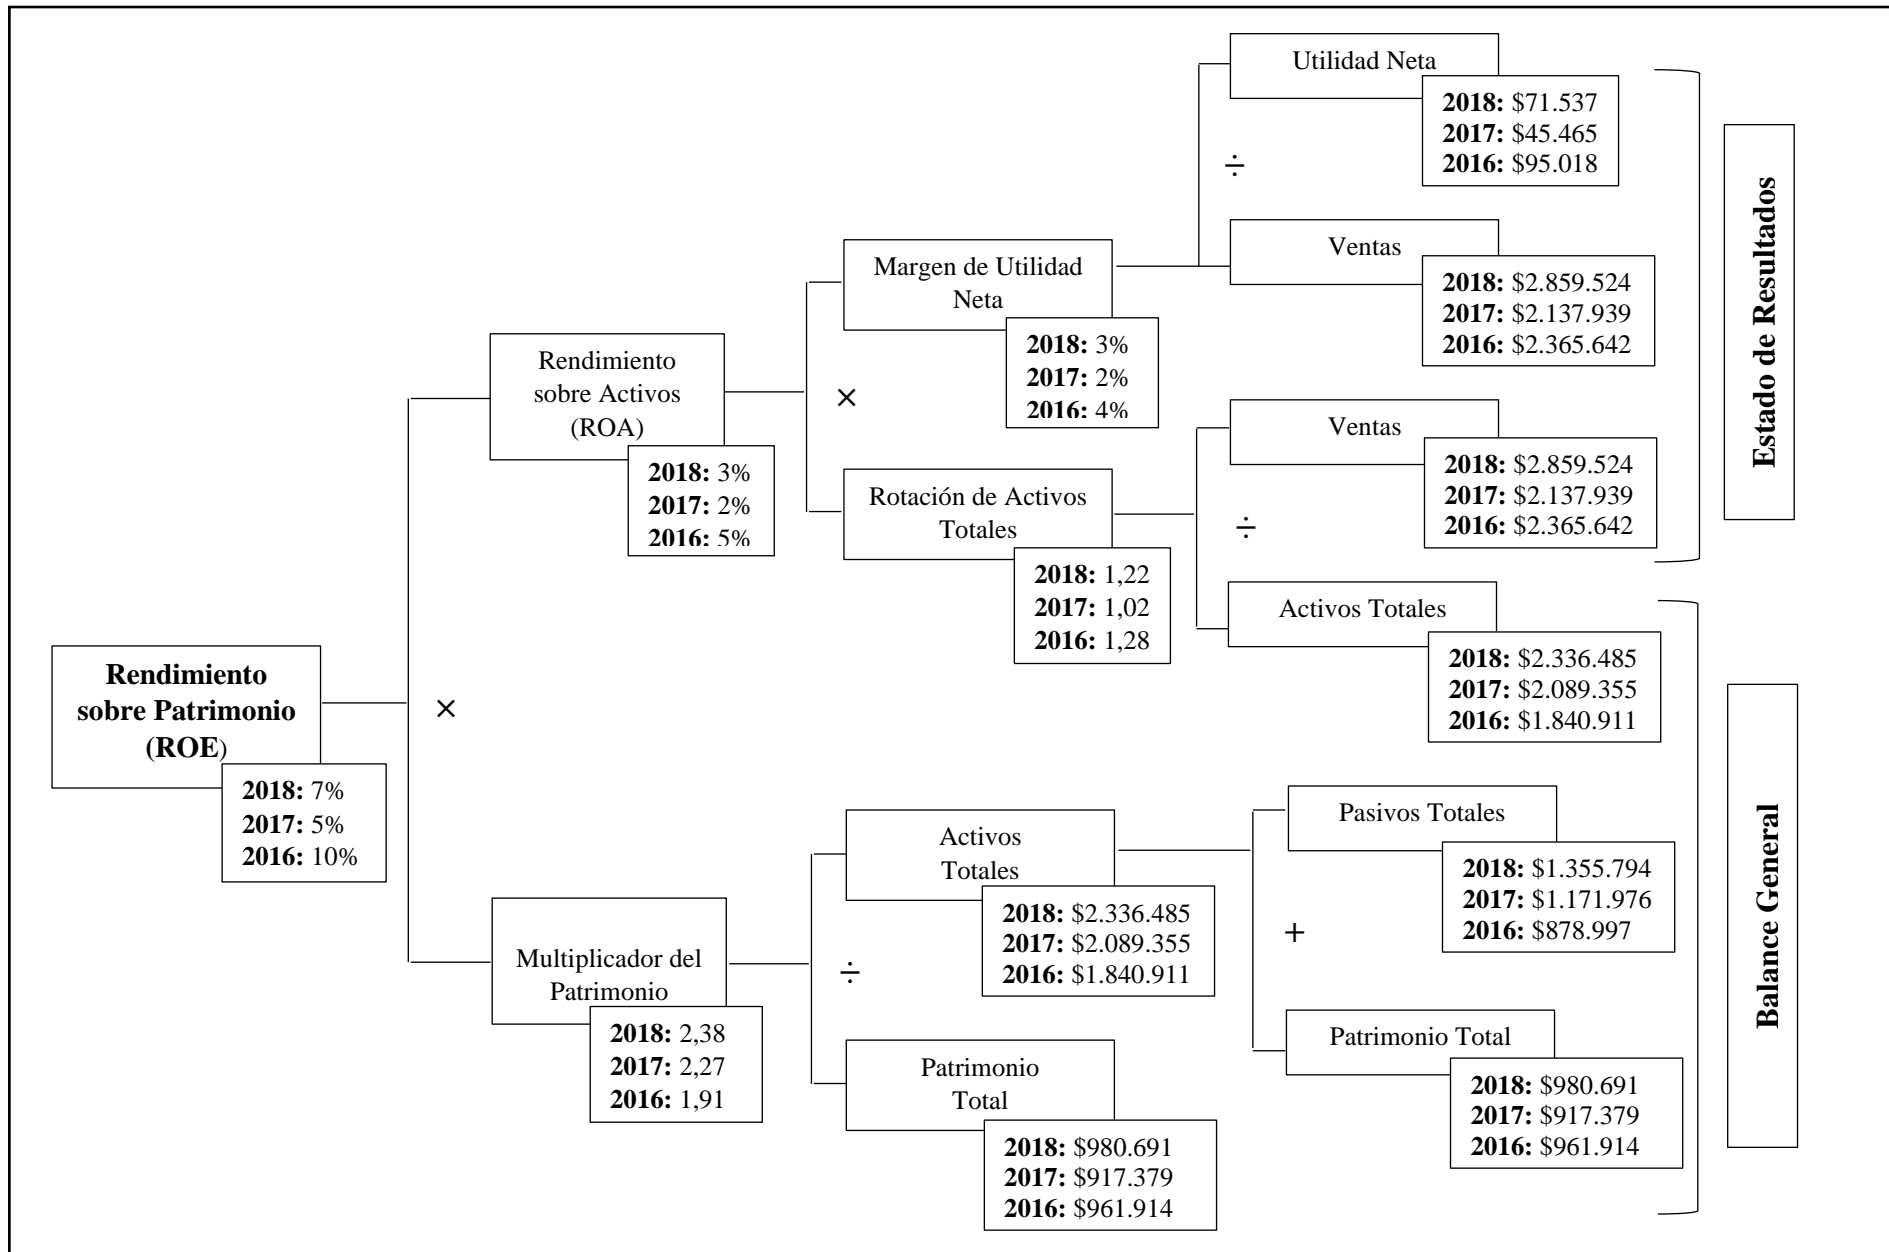 Utilidad Neta
2018: $71.537
2017: $45.465
2016: $95.018
÷
Ventas
2018: $2.859.524
2017: $2.137.939
2016: $2.365.642
Margen de Utilidad
Neta
2018: 3%
2017: 2%
2016: 4%
×
Rendimiento
sobre Activos
(ROA)
2018: 3%
2017: 2%
2016: 5%
Ventas
2018: $2.859.524
2017: $2.137.939
2016: $2.365.642
÷
Rotación de Activos
Totales
2018: 1,22
2017: 1,02
2016: 1,28
Activos Totales
2018: $2.336.485
2017: $2.089.355
2016: $1.840.911
Estado de Resultados
Rendimiento
sobre Patrimonio
(ROE)
2018: 7%
2017: 5%
2016: 10%
×
Activos
Totales
2018: $2.336.485
2017: $2.089.355
2016: $1.840.911
÷
Pasivos Totales
2018: $1.355.794
2017: $1.171.976
2016: $878.997
+
Multiplicador del
Patrimonio
2018: 2,38
2017: 2,27
2016: 1,91
Patrimonio
Total
2018: $980.691
2017: $917.379
2016: $961.914
Patrimonio Total
2018: $980.691
2017: $917.379
2016: $961.914
Balance General